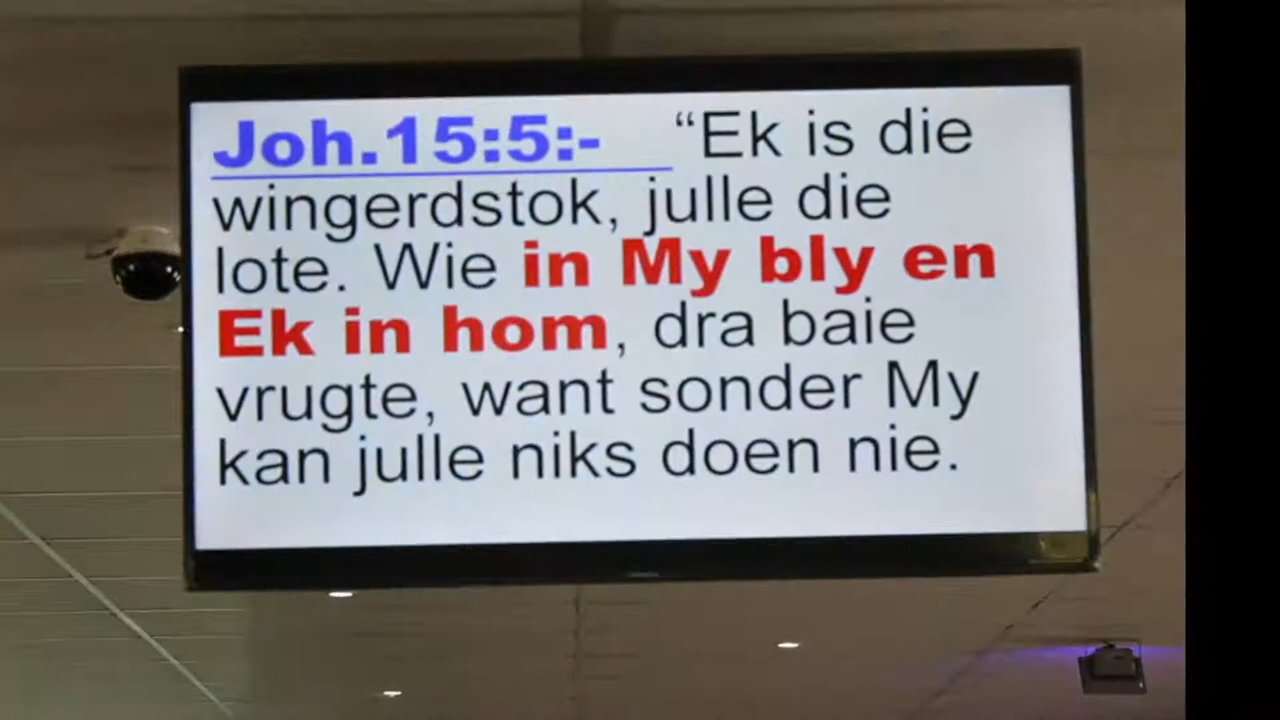 Joh.15:5:- “Ek is die
wingerdstok, julle die
lote. Wie in My bly en
Ek in hom, dra baie
vrugte, want sonder My
kan julle niks doen nie.